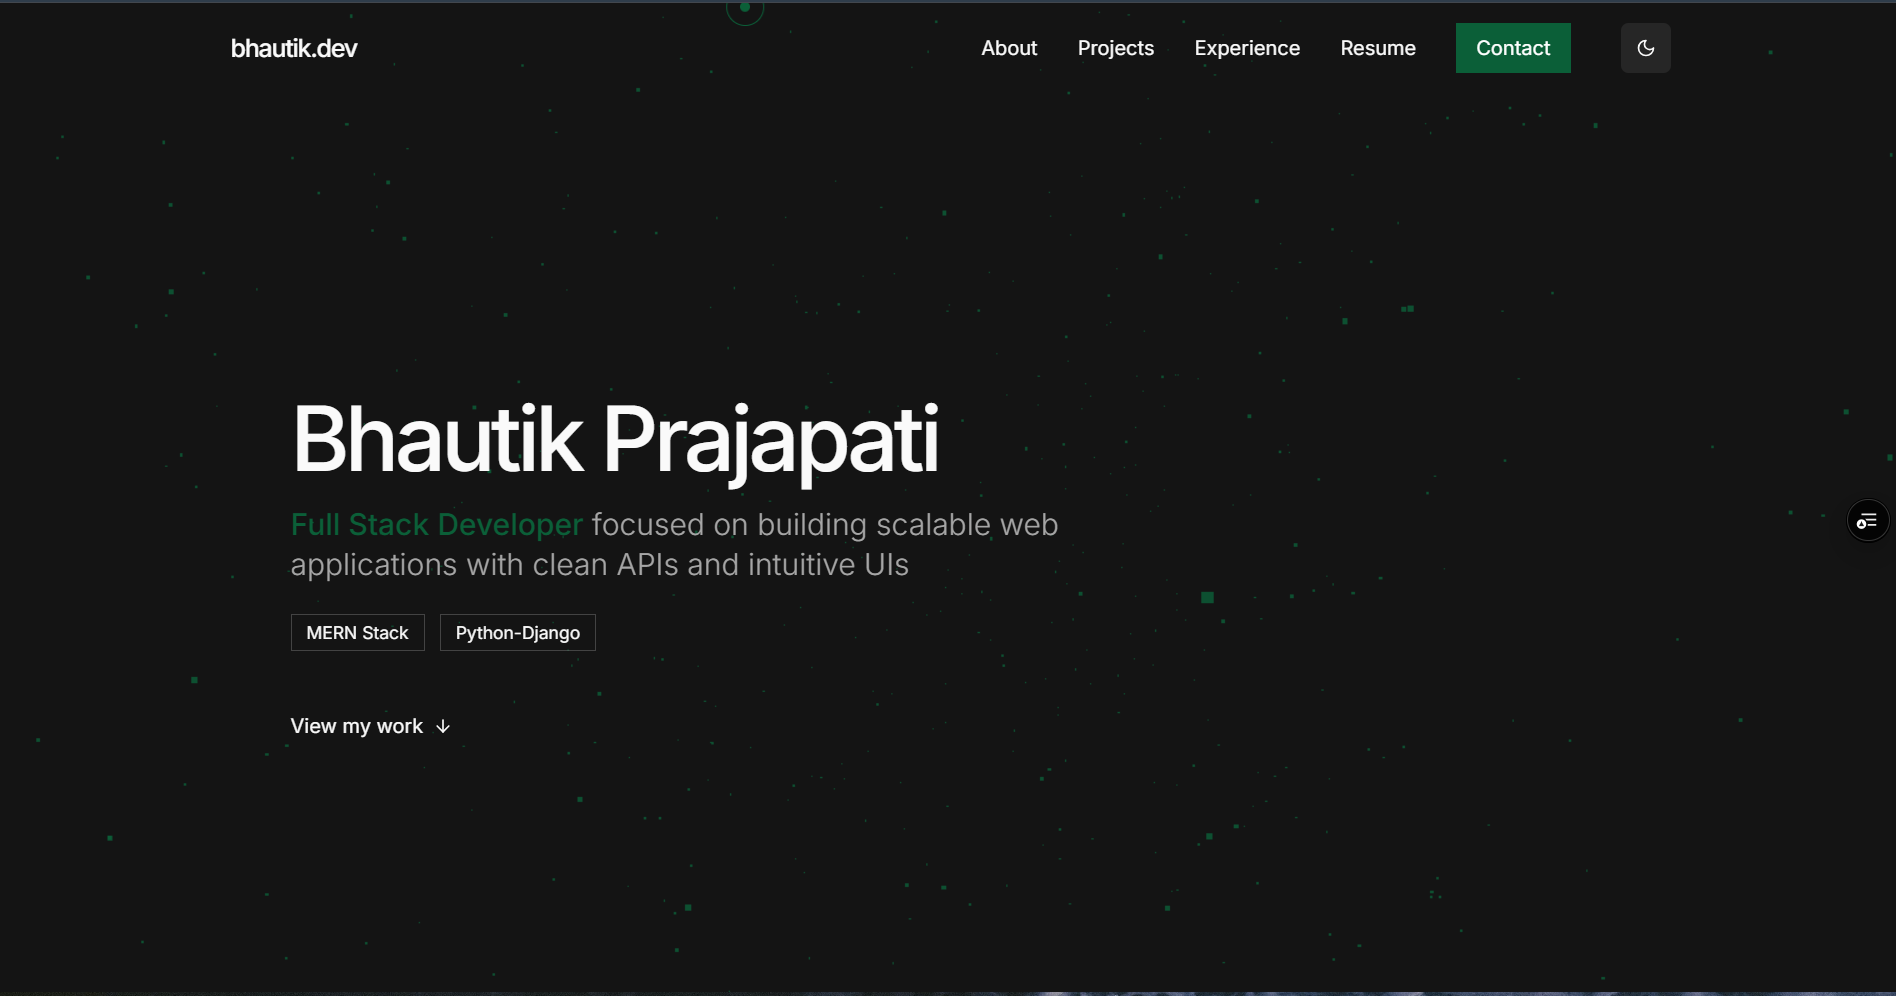 bhautik.dev
About
Projects
Experience
Resume
Contact
Bhautik Prajapati
Full Stack Developer focused on building scalable web
applications with clean APIs and intuitive UIs
MERN Stack
Python-Django
View my work